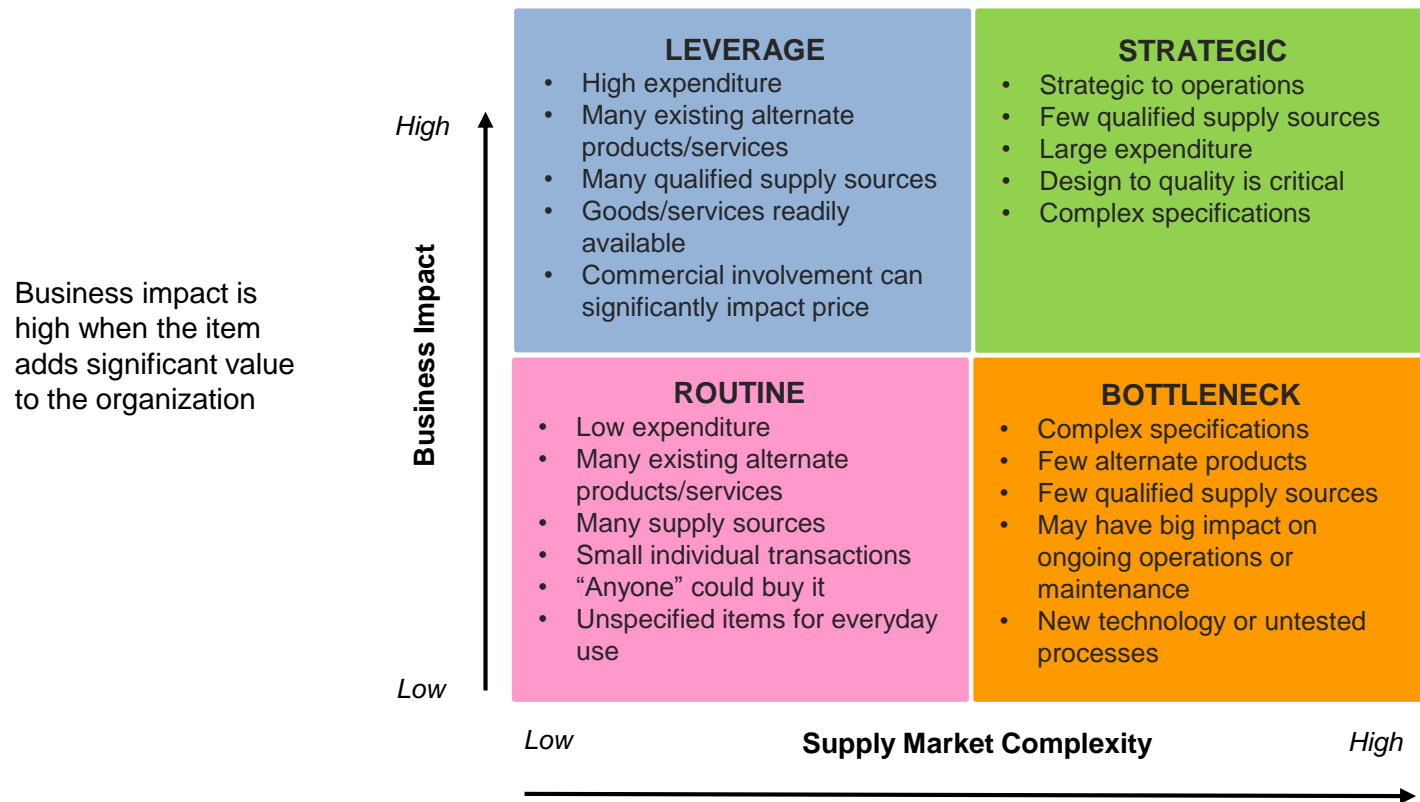 Business impact is
high when the item
adds significant value
to the organization
High
Business Impact
Low
LEVERAGE
• High expenditure
• Many existing alternate
products/services
• Many qualified supply sources
• Goods/services readily
available
• Commercial involvement can
significantly impact price
STRATEGIC
• Strategic to operations
• Few qualified supply sources
• Large expenditure
• Design to quality is critical
• Complex specifications
ROUTINE
• Low expenditure
• Many existing alternate
products/services
• Many supply sources
• Small individual transactions
• “Anyone” could buy it
• Unspecified items for everyday
use
BOTTLENECK
• Complex specifications
• Few alternate products
• Few qualified supply sources
• May have big impact on
ongoing operations or
maintenance
• New technology or untested
processes
Low
Supply Market Complexity
High